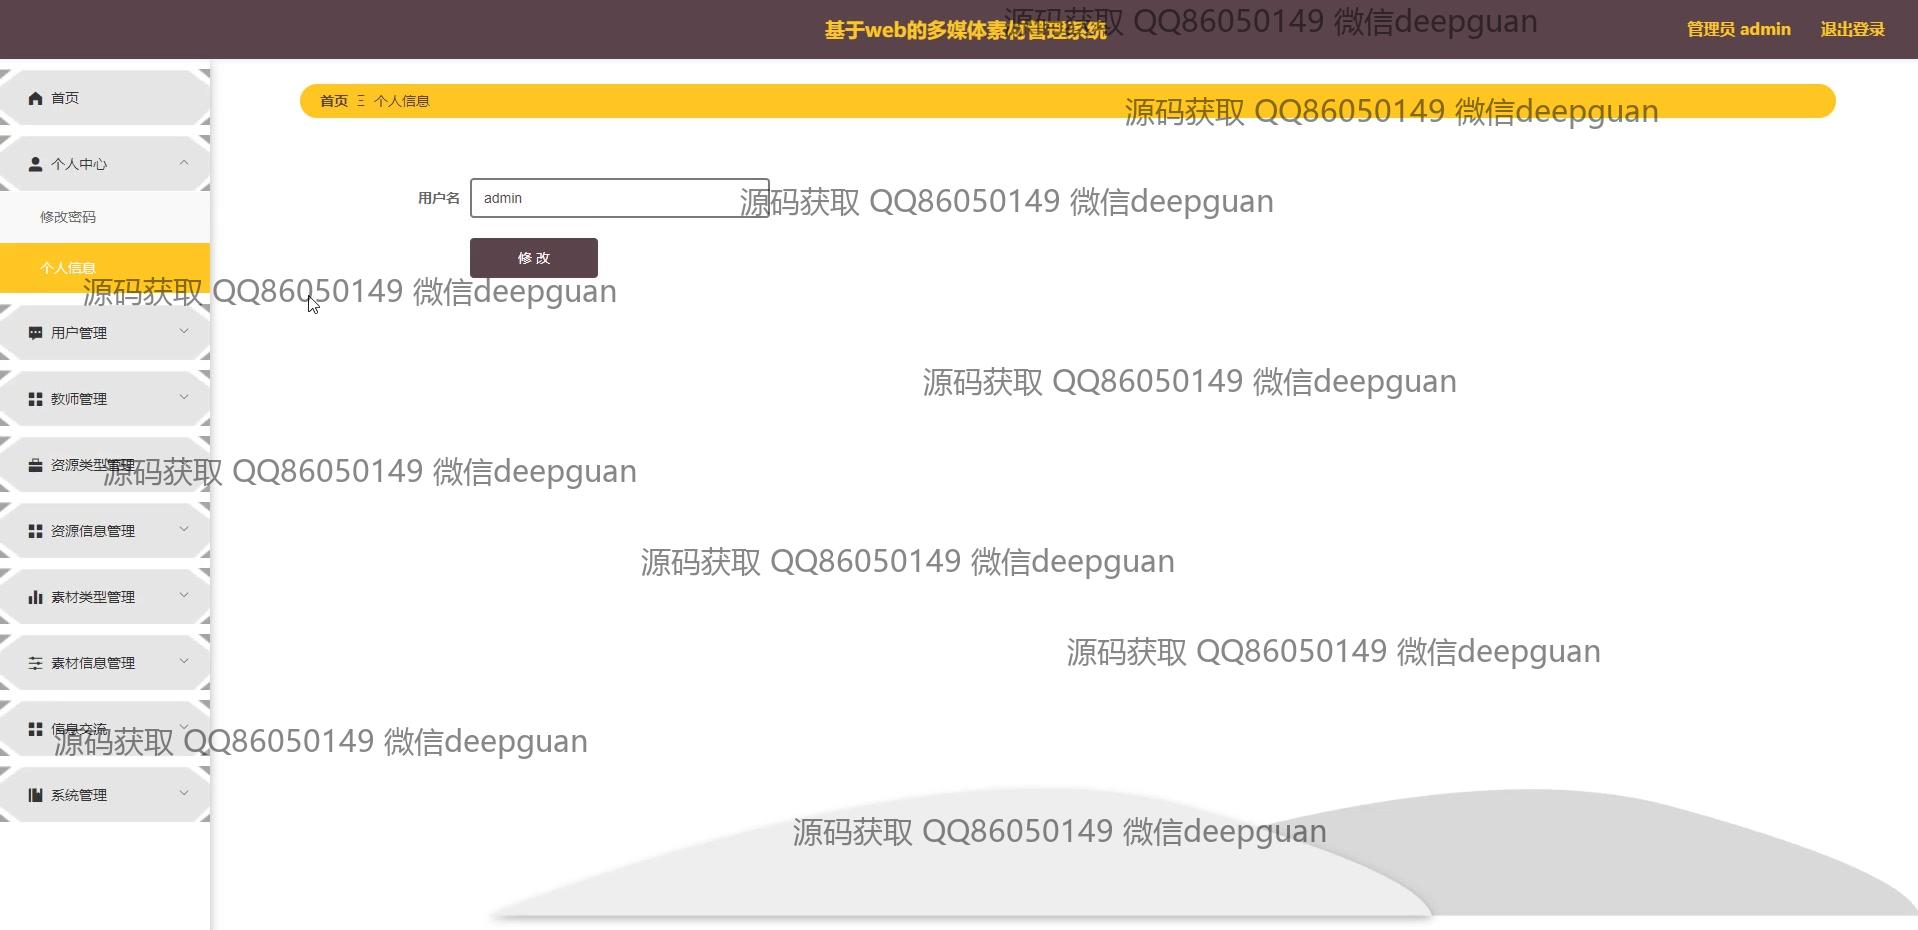 基于web的多媒体素材管理系统
管理员 admin
退出登录
源码获取 QQ86050149 微信deepguan
首页
个人中心
修改密码
个人信息
用户管理
教师管理
资源类型管理
资源信息管理
素材类型管理
素材信息管理
信息交流
系统管理
首页 Ξ 个人信息
源码获取 QQ86050149 微信deepguan
用户名 admin
源码获取 QQ86050149 微信deepguan
修改
源码获取 QQ86050149 微信deepguan
源码获取 QQ86050149 微信deepguan
源码获取 QQ86050149 微信deepguan
源码获取 QQ86050149 微信deepguan
源码获取 QQ86050149 微信deepguan
源码获取 QQ86050149 微信deepguan
源码获取 QQ86050149 微信deepguan